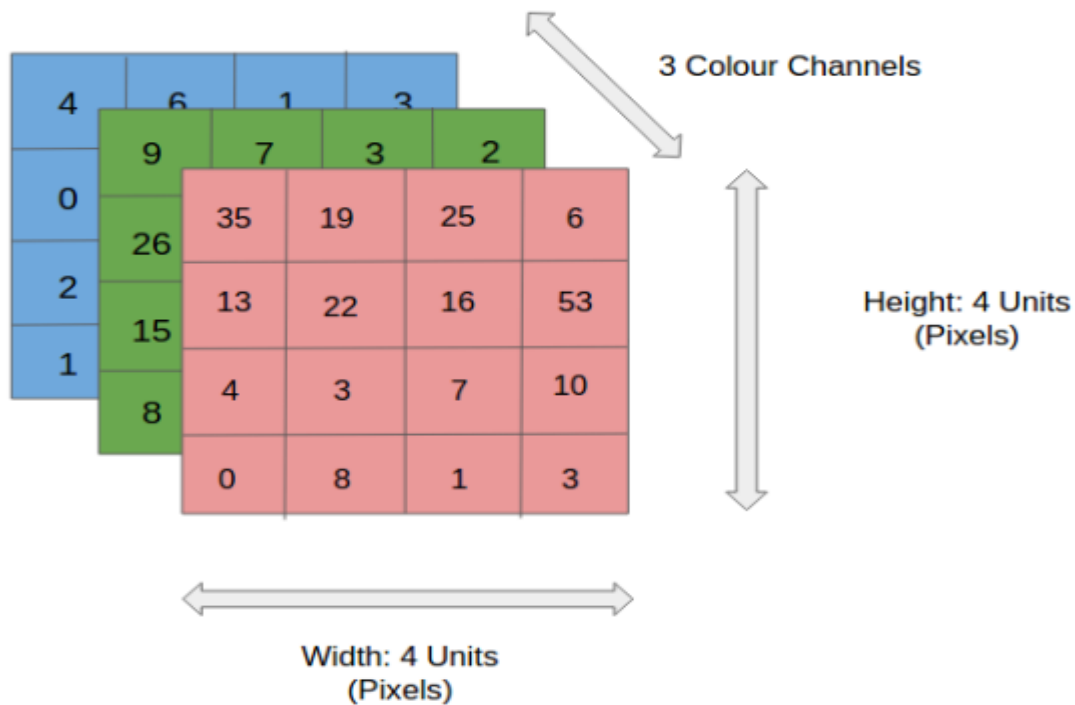 3 Colour Channels
4 6 1 3
9 7 3 2
0
35 19 25 6
26
2
13 22 16 53
Height: 4 Units
(Pixels)
15
1
4 3 7 10
8
0 8 1 3
Width: 4 Units
(Pixels)